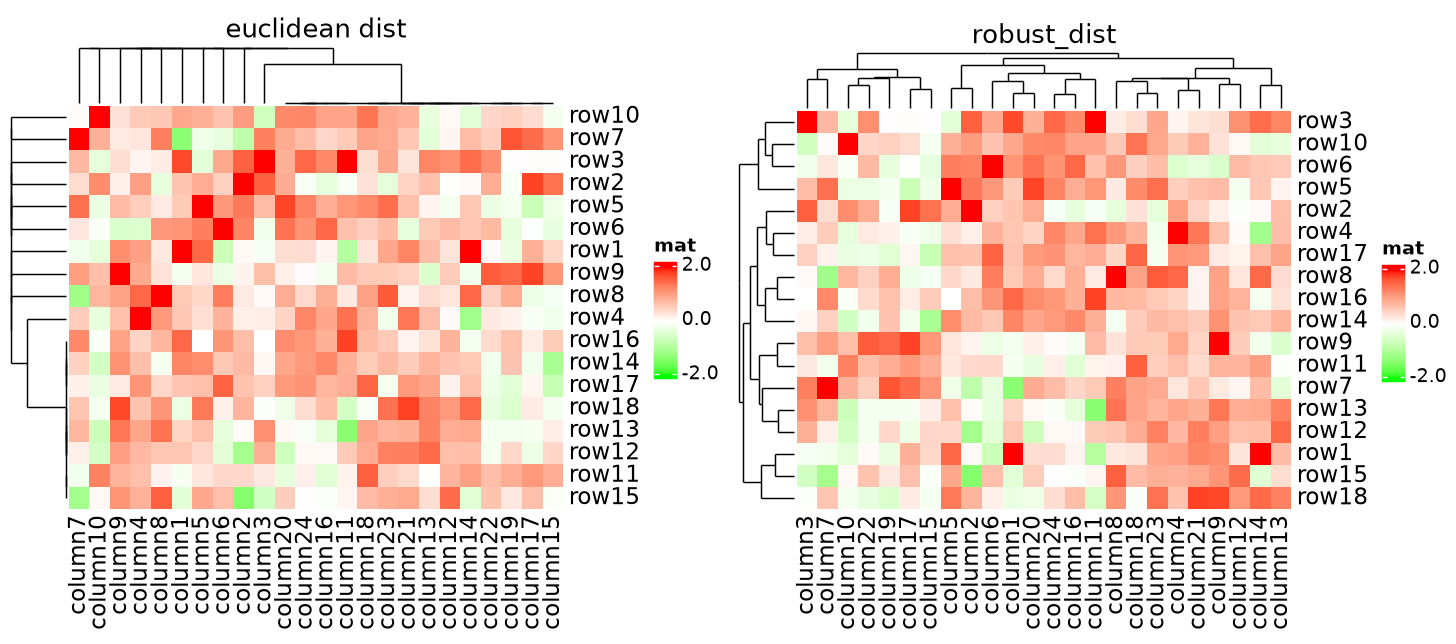 euclidean dist
row10
row7
row3
row2
row5
row6
row1
row9
row8
row4
row16
row14
row17
row18
row13
row12
row11
row15
column7
column10
column9
column4
column8
column1
column5
column6
column2
column3
column20
column24
column16
column11
column18
column23
column21
column13
column12
column14
column22
column19
column17
column15
mat
2.0
0.0
-2.0
robust_dist
row3
row10
row6
row5
row2
row4
row17
row8
row16
row14
row9
row11
row7
row13
row12
row1
row15
row18
column3
column7
column10
column22
column19
column17
column15
column5
column2
column6
column1
column20
column24
column16
column11
column8
column18
column23
column4
column21
column9
column12
column14
column13
mat
2.0
0.0
-2.0